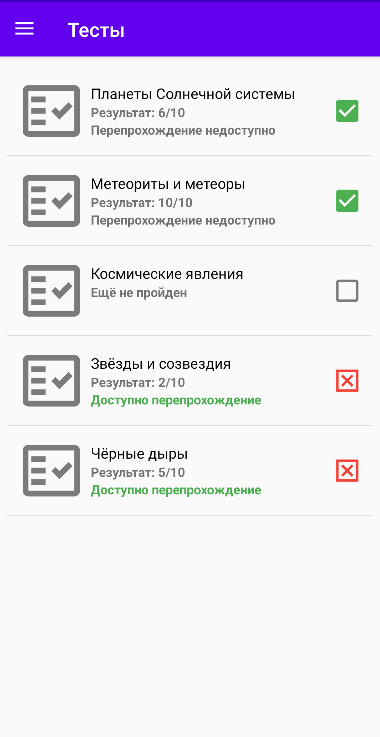 Тесты
Планеты Солнечной системы
Результат: 6/10
Перепрохождение недоступно
Метеориты и метеоры
Результат: 10/10
Перепрохождение недоступно
Космические явления
Ещё не пройден
Звёзды и созвездия
Результат: 2/10
Доступно перепрохождение
Чёрные дыры
Результат: 5/10
Доступно перепрохождение